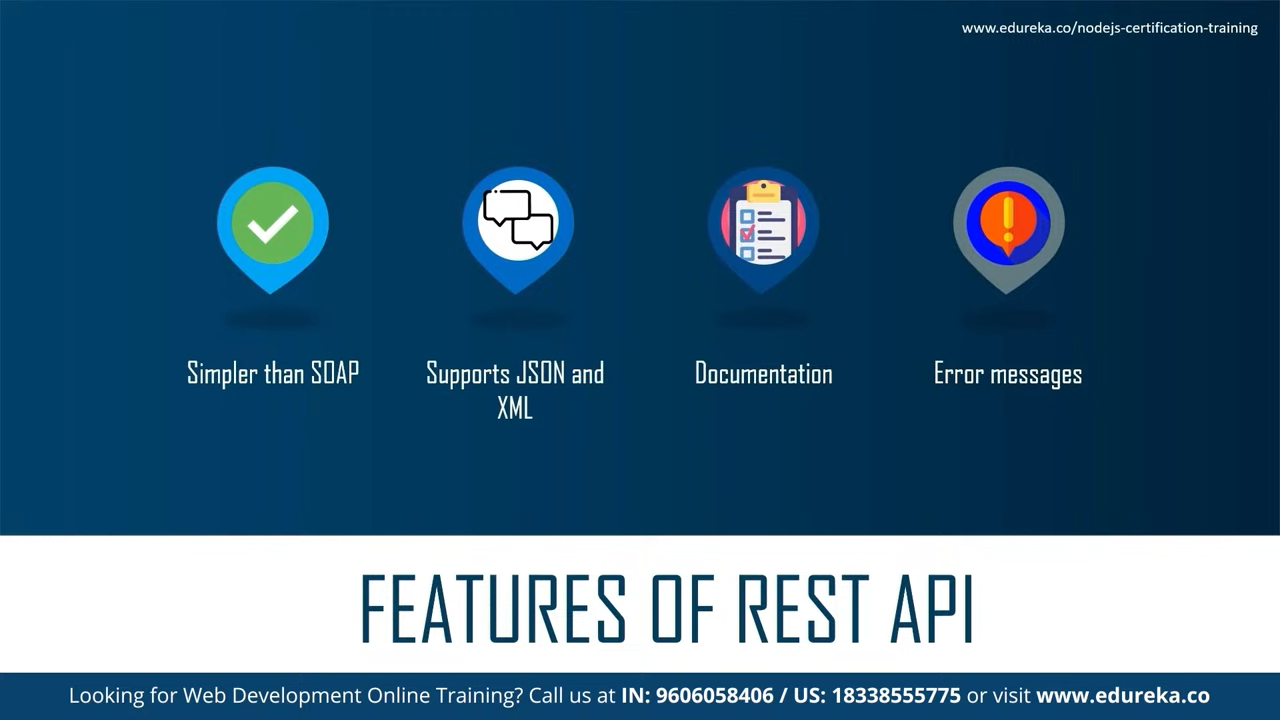 www.edureka.co/nodejs-certification-training
Simpler than SOAP
Supports JSON and
XML
Documentation
Error messages
FEATURES OF REST API
Looking for Web Development Online Training? Call us at IN: 9606058406 / US: 18338555775 or visit www.edureka.co